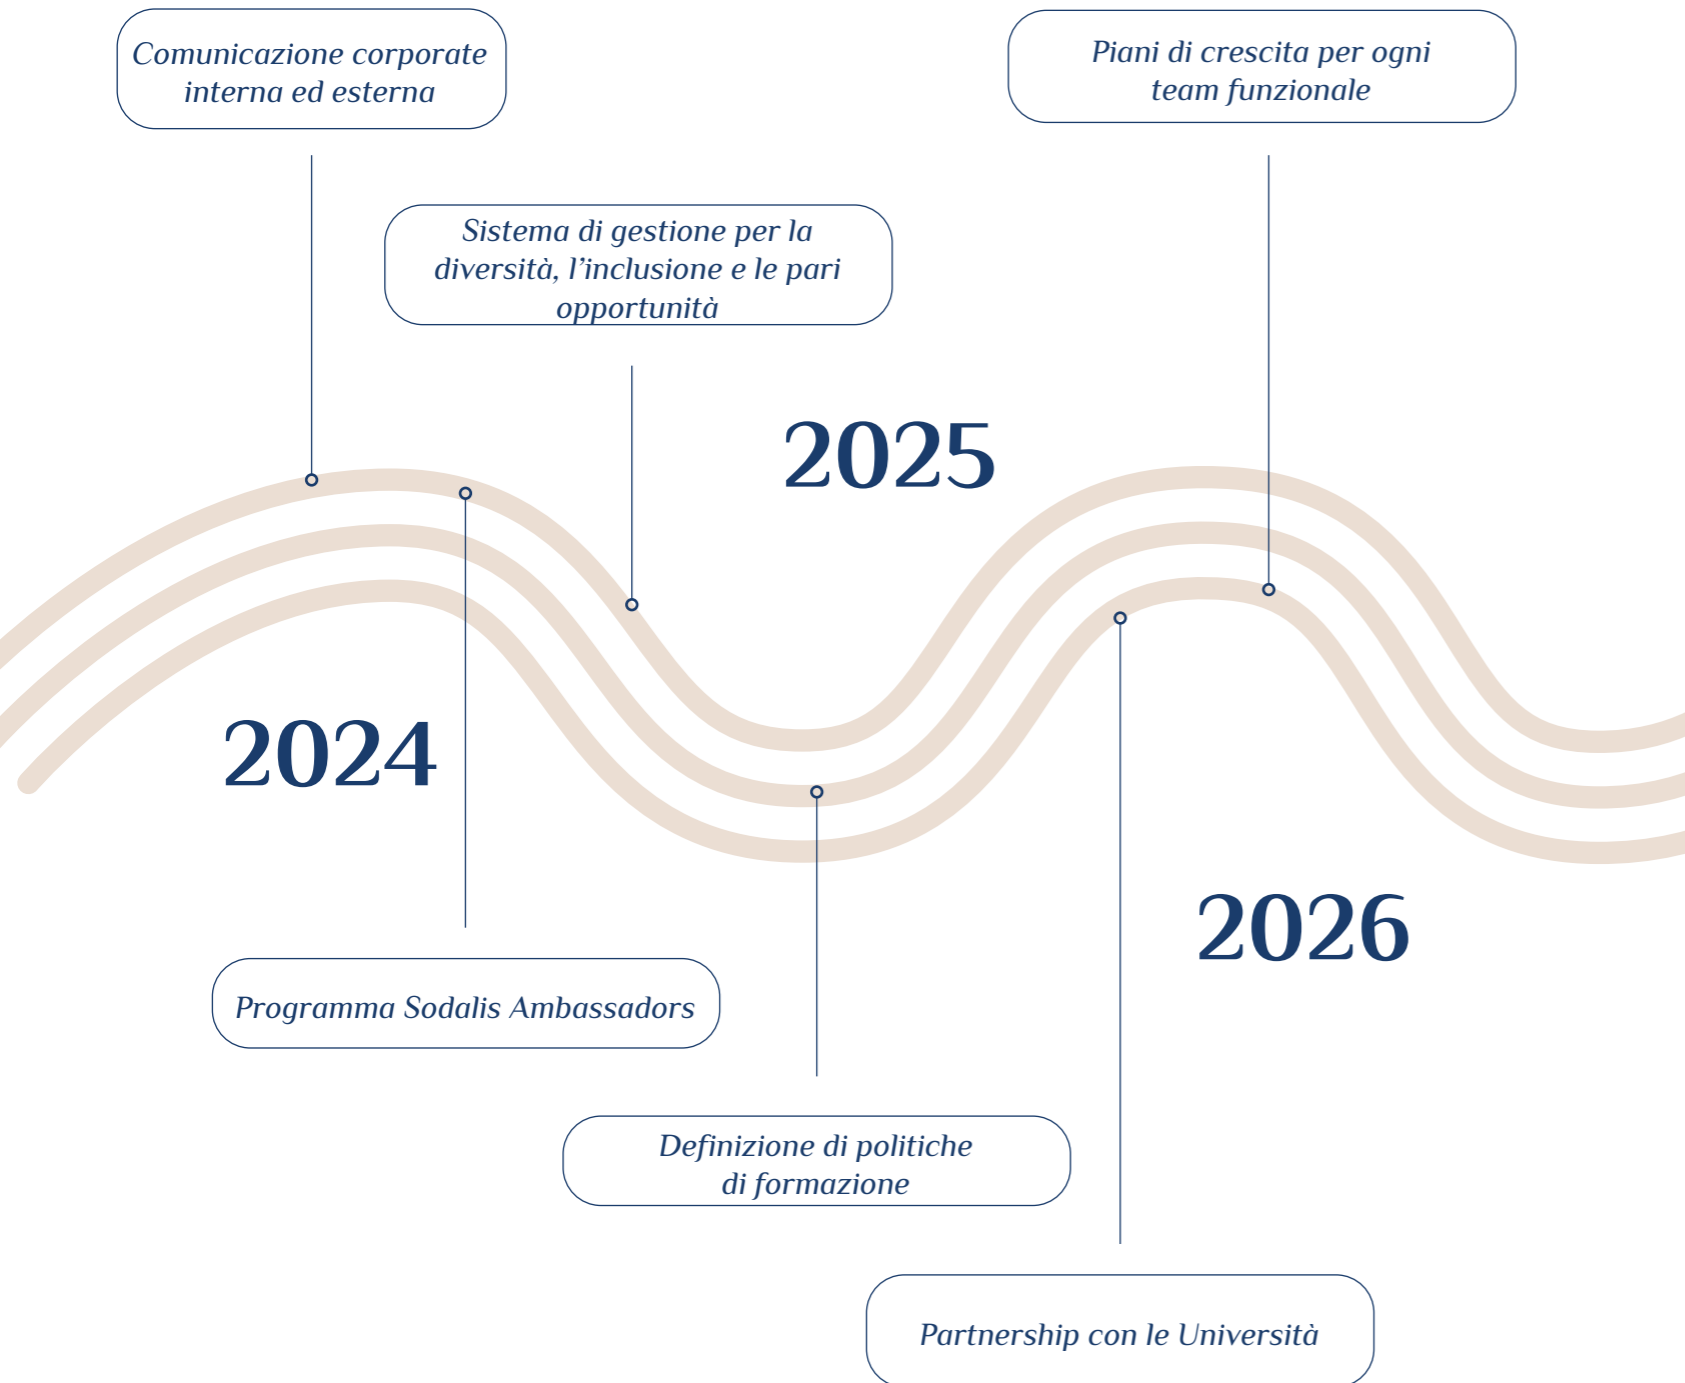 Comunicazione corporate
interna ed esterna
Piani di crescita per ogni
team funzionale
Sistema di gestione per la
diversità, l’inclusione e le pari
opportunità
2025
2024
2026
Programma Sodalis Ambassadors
Definizione di politiche
di formazione
Partnership con le Università